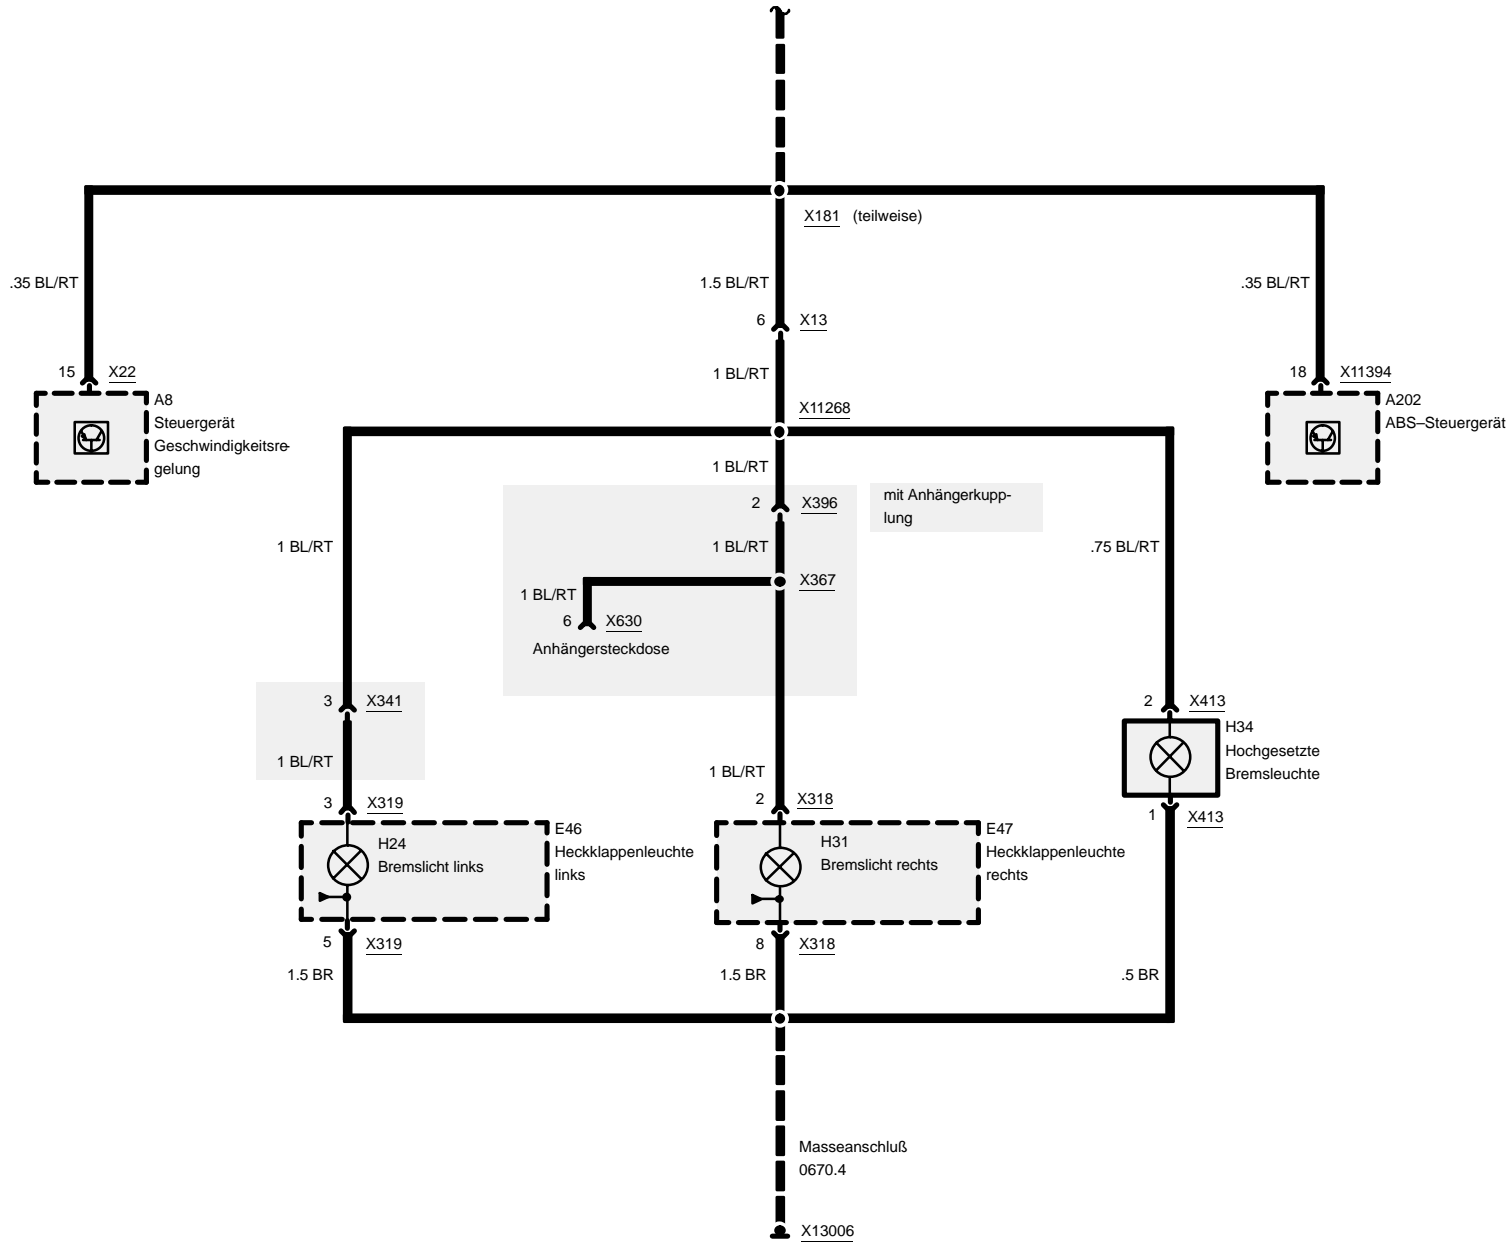 X181 (teilweise)
.35 BL/RT
1.5 BL/RT
.35 BL/RT
6 X13
15 X22
1 BL/RT
18 X11394
A8
Steuergerät
Geschwindigkeitsre-
gelung
X11268
A202
ABS–Steuergerät
1 BL/RT
2 X396
mit Anhängerkupp-
lung
1 BL/RT
1 BL/RT
.75 BL/RT
X367
1 BL/RT
6 X630
Anhängersteckdose
3 X341
2 X413
H34
Hochgesetzte
Bremsleuchte
1 BL/RT
1 BL/RT
3 X319
2 X318
1 X413
E46
Heckklappenleuchte
links
H24
Bremslicht links
E47
Heckklappenleuchte
rechts
H31
Bremslicht rechts
5 X319
8 X318
1.5 BR
1.5 BR
.5 BR
Masseanschluß
0670.4
X13006